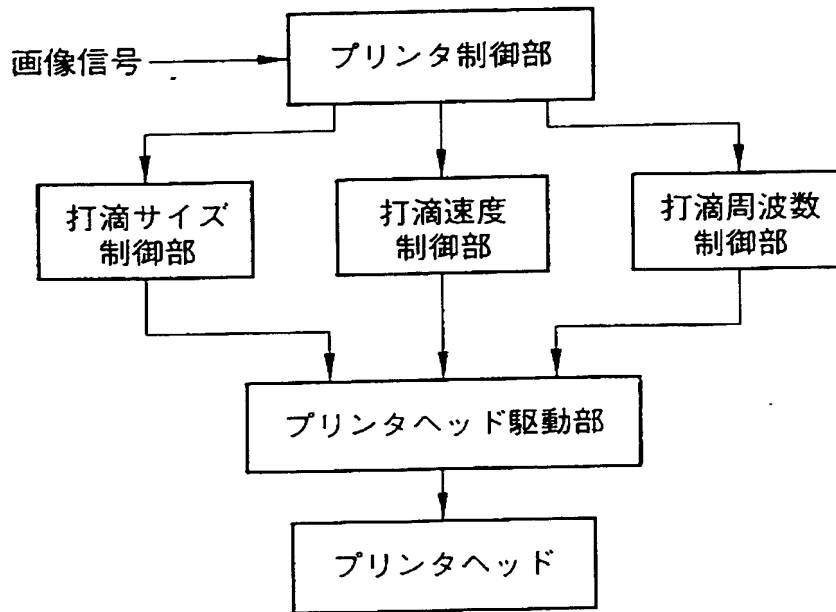 プリンタ制御部
画像信号
打滴サイズ
制御部
打滴速度
制御部
打滴周波数
制御部
プリンタヘッド駆動部
プリンタヘッド